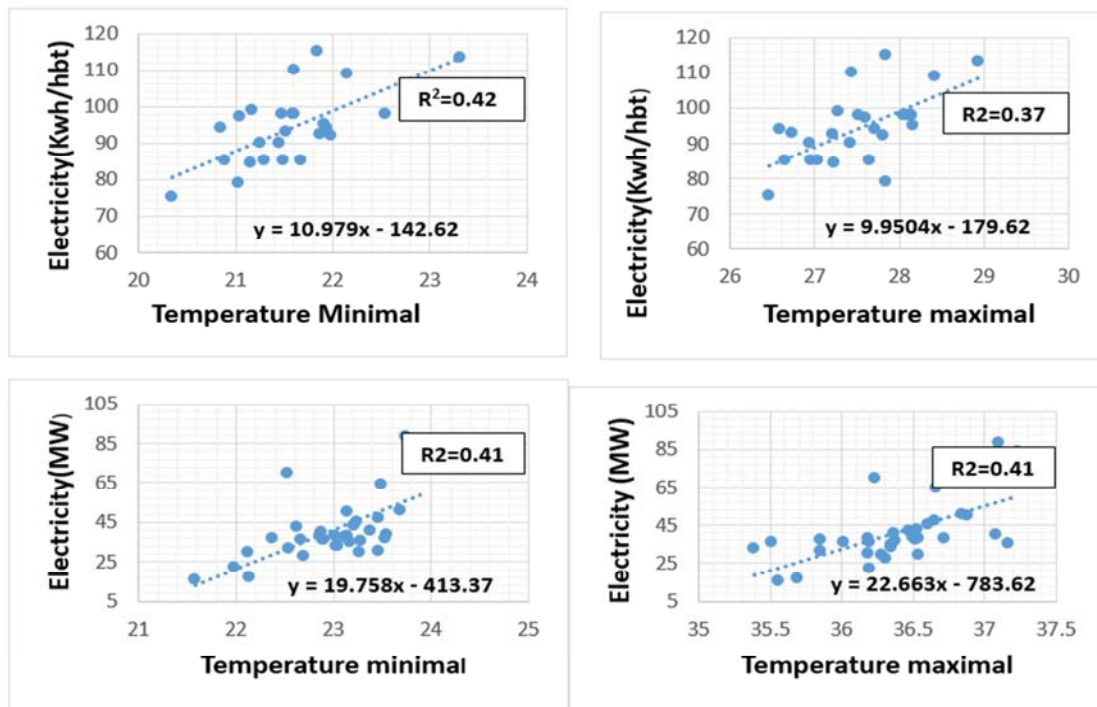 Electricity(Kwh/hbt)
120
110
100
90
80
70
60
R²=0.42
y = 10.979x - 142.62
20 21 22 23 24
Temperature Minimal
Electricity(Kwh/hbt)
120
110
100
90
80
70
60
R2=0.37
y = 9.9504x - 179.62
26 27 28 29 30
Temperature maximal
Electricity(MW)
105
85
65
45
25
5
R2=0.41
y = 19.758x - 413.37
21 22 23 24 25
Temperature minimal
Electricity (MW)
105
85
65
45
25
5
R2=0.41
y = 22.663x - 783.62
35 35.5 36 36.5 37 37.5
Temperature maximal